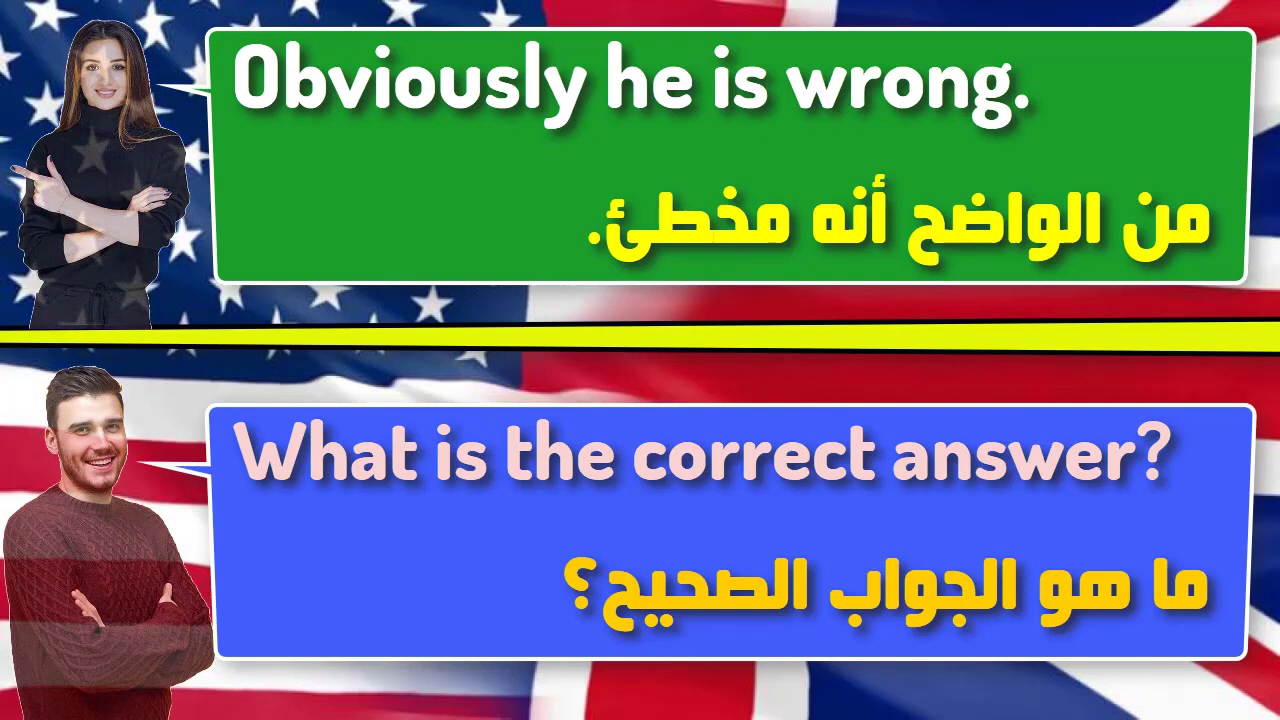 Obviously he is wrong.
من الواضح أنه مخطئ.
What is the correct answer?
ما هو الجواب الصحيح؟